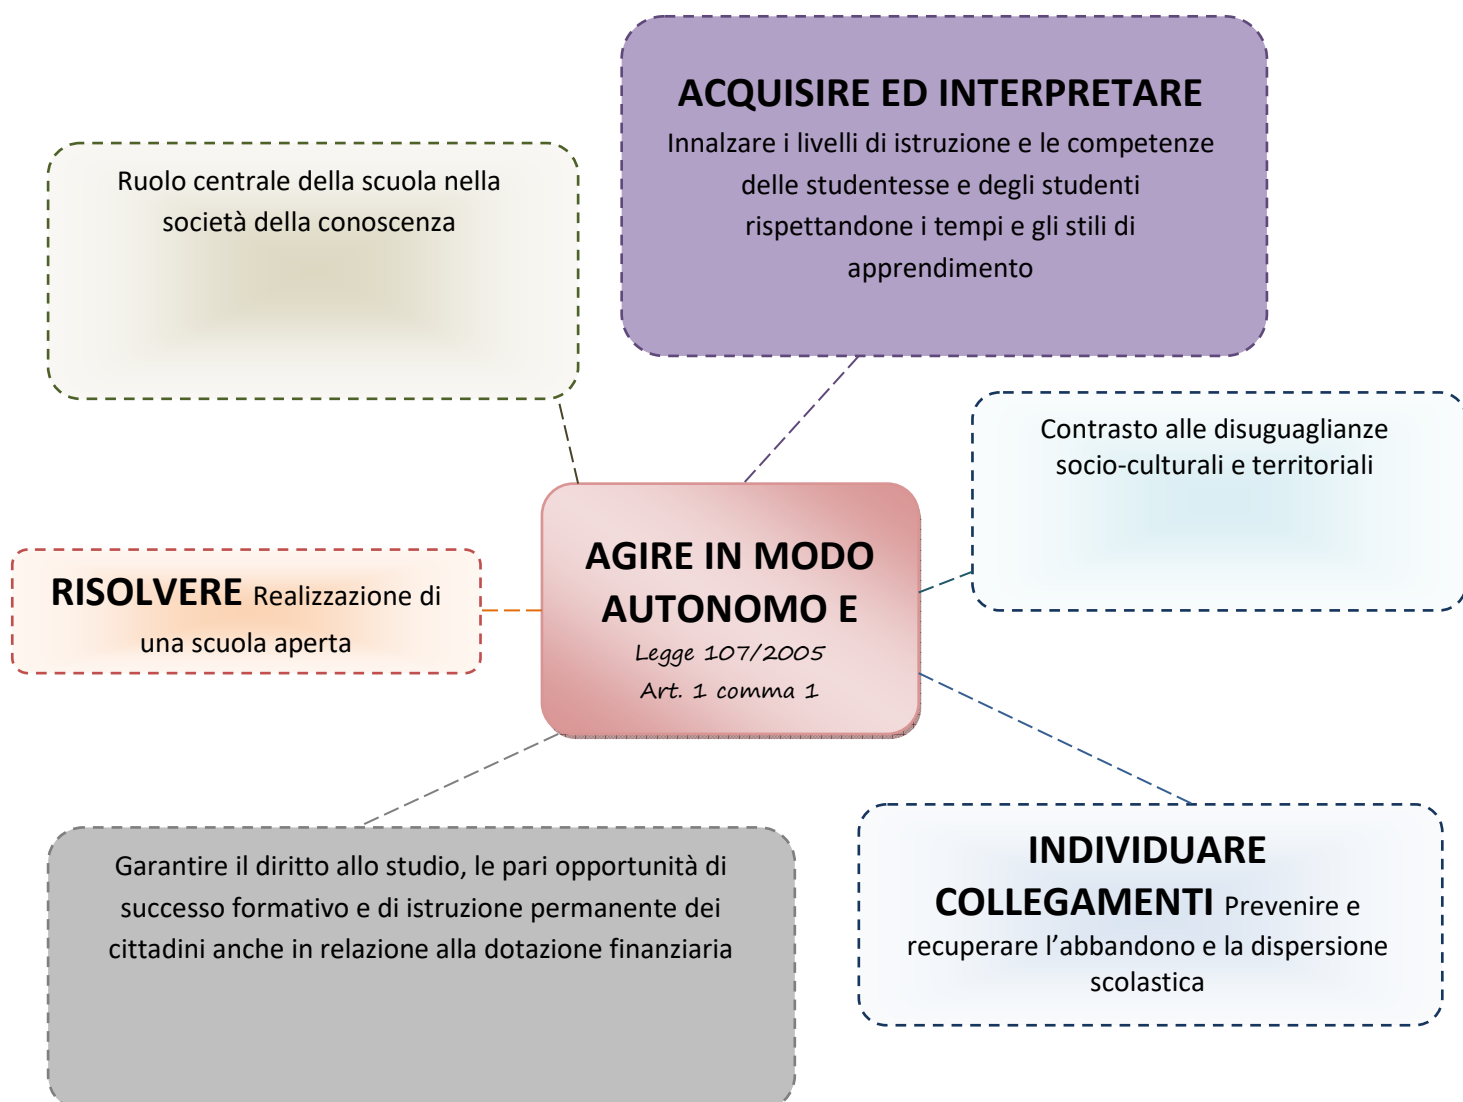 ACQUISIRE ED INTERPRETARE
Innalzare i livelli di istruzione e le competenze
delle studentesse e degli studenti
rispettandone i tempi e gli stili di
apprendimento
Ruolo centrale della scuola nella
società della conoscenza
Contrasto alle disuguaglianze
socio-culturali e territoriali
AGIRE IN MODO
AUTONOMO E
Legge 107/2005
Art. 1 comma 1
RISOLVERE Realizzazione di
una scuola aperta
Garantire il diritto allo studio, le pari opportunità di
successo formativo e di istruzione permanente dei
cittadini anche in relazione alla dotazione finanziaria
INDIVIDUARE
COLLEGAMENTI Prevenire e
recuperare l’abbandono e la dispersione
scolastica